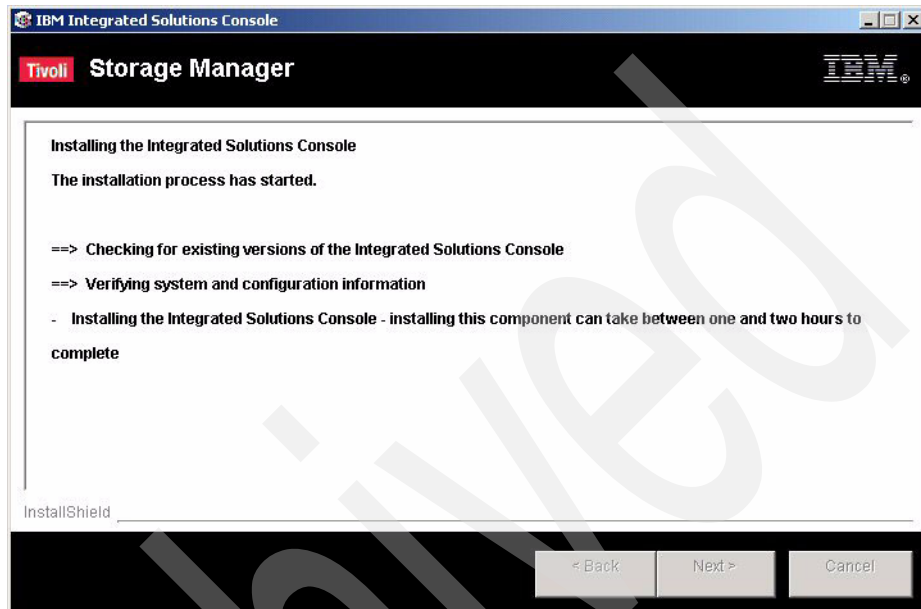 IBM Integrated Solutions Console
Tivoli Storage Manager
IBM®
Installing the Integrated Solutions Console
The installation process has started.
==> Checking for existing versions of the Integrated Solutions Console
==> Verifying system and configuration information
- Installing the Integrated Solutions Console - installing this component can take between one and two hours to
complete
InstallShield
< Back
Next >
Cancel